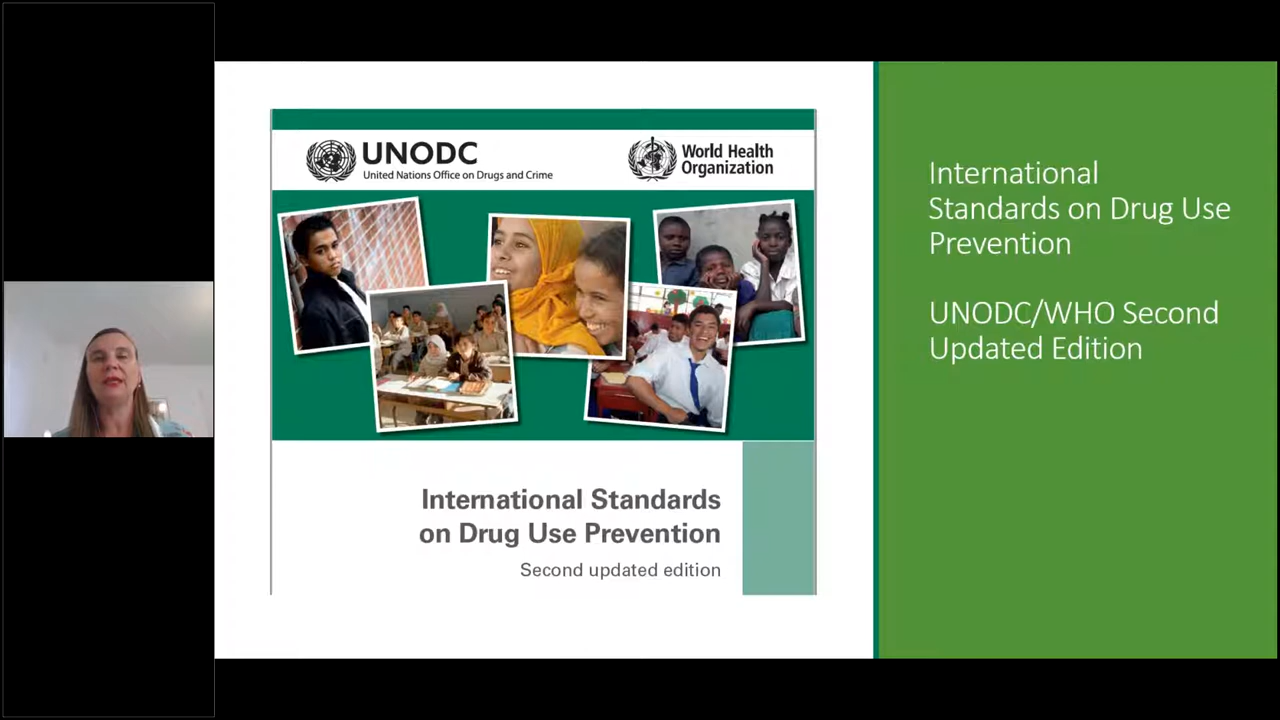 UNODC
United Nations Office on Drugs and Crime
World Health
Organization
International Standards
on Drug Use Prevention
Second updated edition
International
Standards on Drug Use
Prevention
UNODC/WHO Second
Updated Edition